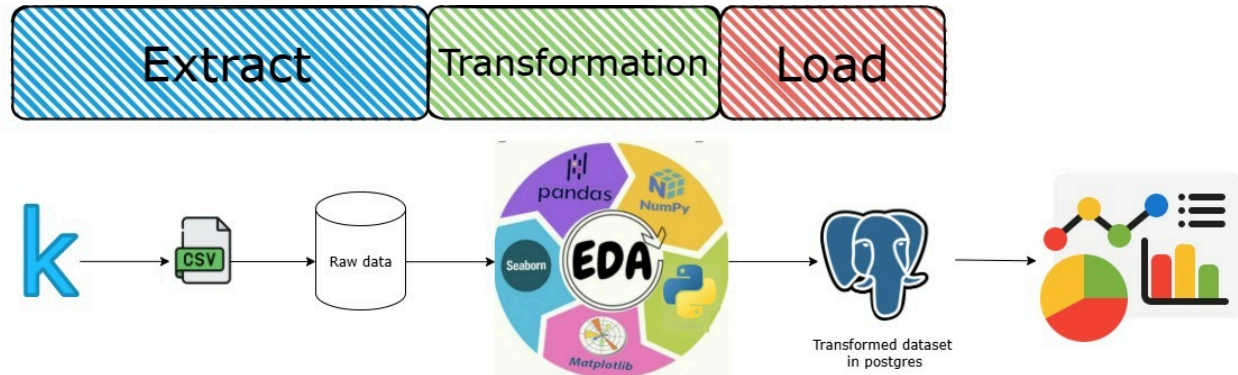 Extract
Transformation
Load
k
CSV
Raw data
pandas
NumPy
Seaborn
EDA
Matplotlib
Transformed dataset
in postgres